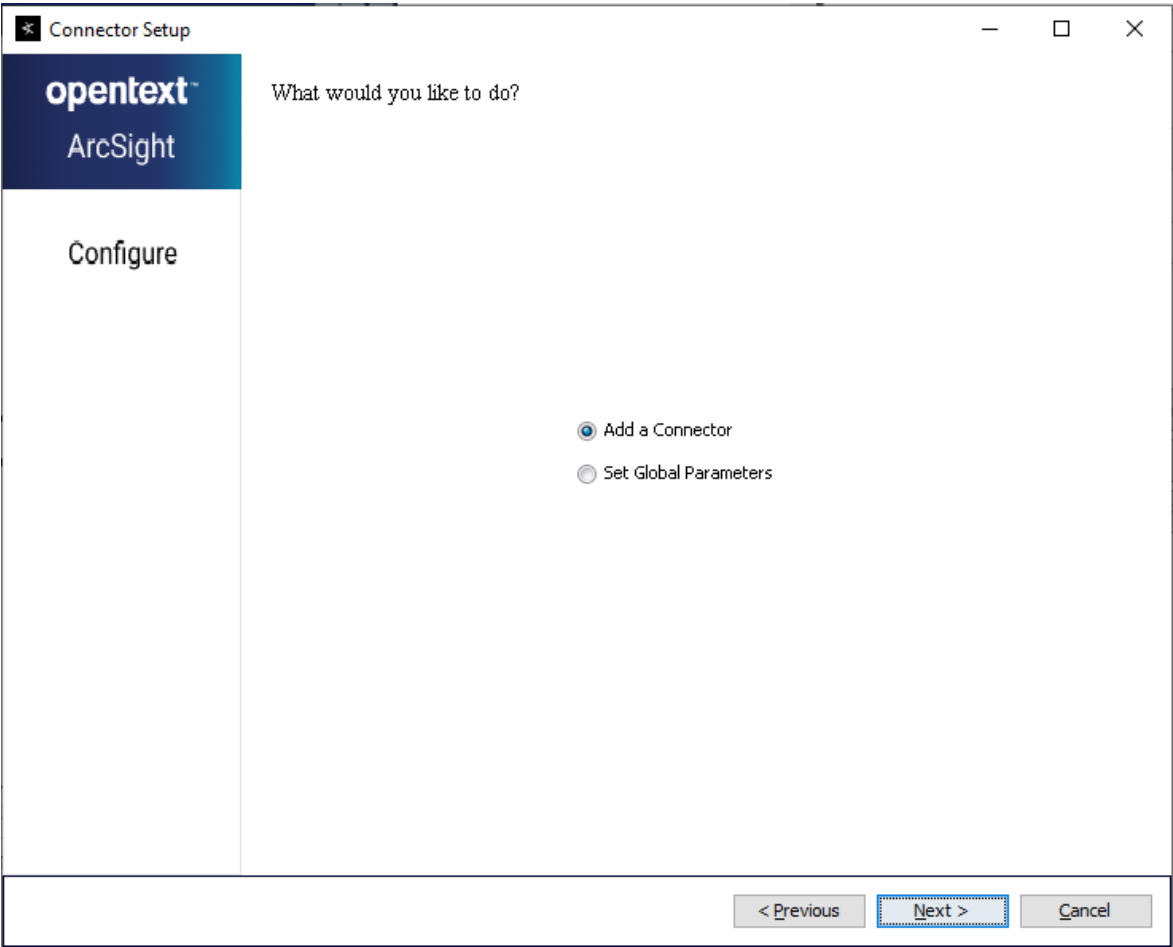 Connector Setup
opentext™
ArcSight
What would you like to do?
Configure
Add a Connector
Set Global Parameters
< Previous
Next >
Cancel